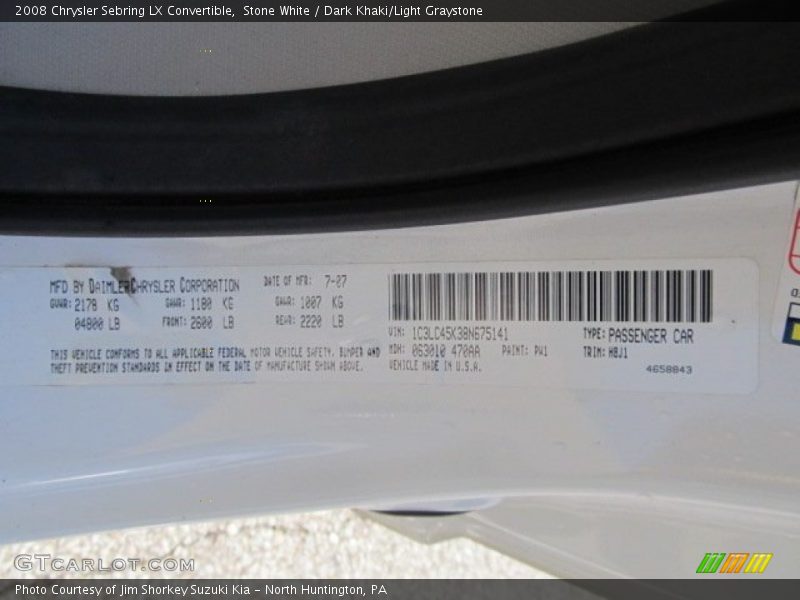 2008 Chrysler Sebring LX Convertible, Stone White / Dark Khaki/Light Graystone
MFD BY DAIMLERCHRYSLER CORPORATION DATE OF MFR: 7-07
GVWR: 2178 KG GAWR: 1180 KG GAWR: 1007 KG
04800 LB FRONT: 2600 LB REAR: 2220 LB
THIS VEHICLE CONFORMS TO ALL APPLICABLE FEDERAL MOTOR VEHICLE SAFETY, BUMPER AND
THEFT PREVENTION STANDARDS IN EFFECT ON THE DATE OF MANUFACTURE SHOWN ABOVE.
VIN: 1C3LC45K38N675141 TYPE: PASSENGER CAR
MDH: 063010 470AA PAINT: PW1 TRIM: H8J1
VEHICLE MADE IN U.S.A.
4658843
GTCarLot.com
Photo Courtesy of Jim Shorkey Suzuki Kia - North Huntington, PA